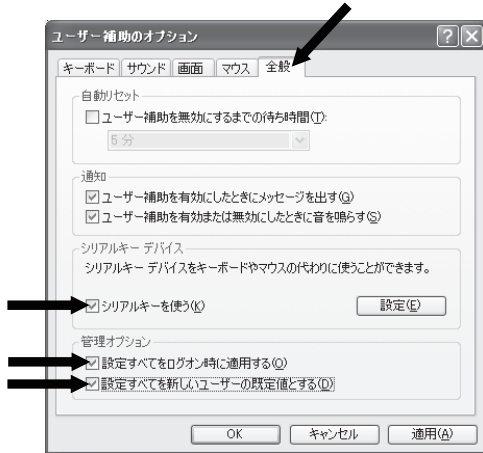 ユーザー補助のオプション
キーボード サウンド 画面 マウス 全般
自動リセット
ユーザー補助を無効にするまでの待ち時間(T):
5 分
通知
ユーザー補助を有効にしたときにメッセージを出す(G)
ユーザー補助を有効または無効にしたときに音を鳴らす(S)
シリアルキー デバイス
シリアルキー デバイスをキーボードやマウスの代わりに使うことができます。
シリアルキーを使う(K) 設定(E)
管理オプション
設定すべてをログオン時に適用する(O)
設定すべてを新しいユーザーの既定値とする(D)
OK キャンセル 適用(A)